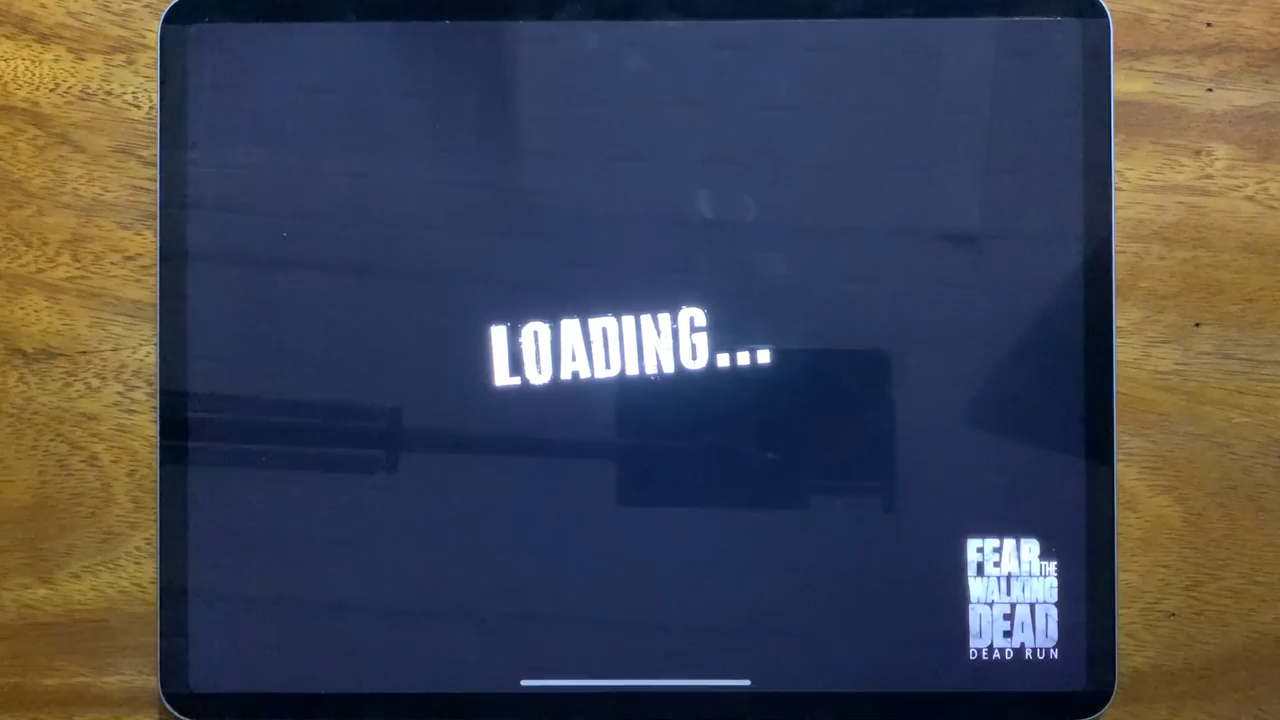 LOADING...
FEAR THE
WALKING
DEAD
DEAD RUN